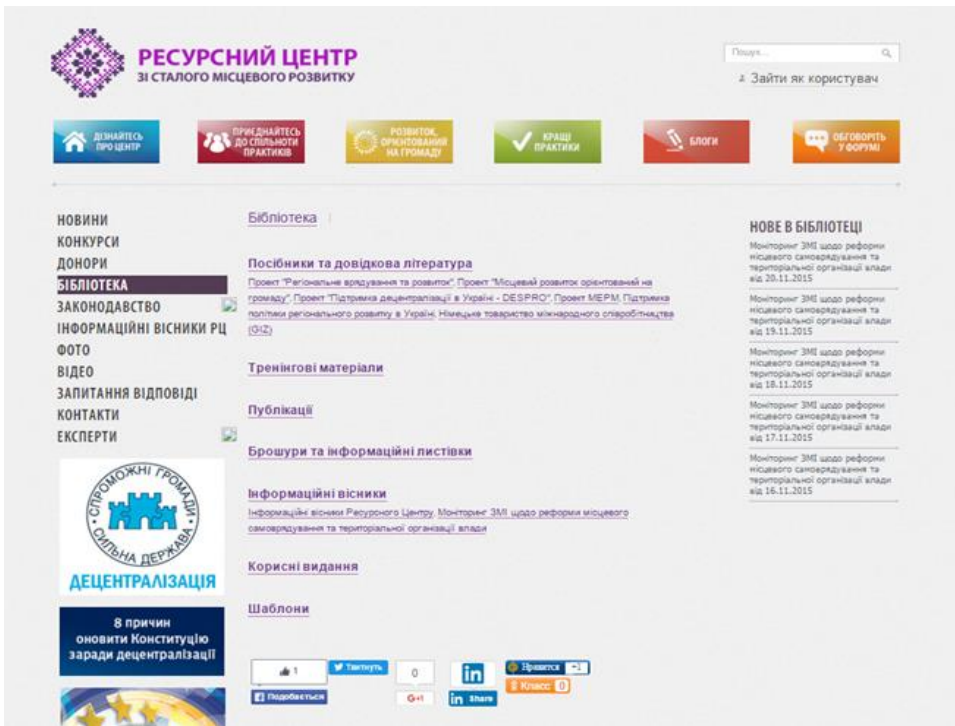 РЕСУРСНИЙ ЦЕНТР
ЗІ СТАЛОГО МІСЦЕВОГО РОЗВИТКУ
Пошук...
Зайти як користувач
ДІЗНАЙТЕСЬ
ПРО ЦЕНТР
ПРИЄДНАЙТЕСЬ
ДО СПІЛЬНОТИ
ПРАКТИКІВ
РОЗВИТОК,
ОРІЄНТОВАНИЙ
НА ГРОМАДУ
КРАЩІ
ПРАКТИКИ
БЛОГИ
ОБГОВОРІТЬ
У ФОРУМІ
НОВИНИ
КОНКУРСИ
ДОНОРИ
БІБЛІОТЕКА
ЗАКОНОДАВСТВО
ІНФОРМАЦІЙНІ ВІСНИКИ РЦ
ФОТО
ВІДЕО
ЗАПИТАННЯ ВІДПОВІДІ
КОНТАКТИ
ЕКСПЕРТИ
СПРОМОЖНІ ГРОМАДИ
СИЛЬНА ДЕРЖАВА
ДЕЦЕНТРАЛІЗАЦІЯ
8 причин
оновити Конституцію
заради децентралізації
Бібліотека
Посібники та довідкова література
Проект "Регіональне врядування та розвиток", Проект "Місцевий розвиток орієнтований на
громаду", Проект "Підтримка децентралізації в Україні - DESPRO", Проект МЕРМ, Підтримка
політики регіонального розвитку в Україні, Німецьке товариство міжнародного співробітництва
(GIZ)
Тренінгові матеріали
Публікації
Брошури та інформаційні листівки
Інформаційні вісники
Інформаційні вісники Ресурсного Центру, Моніторинг ЗМІ щодо реформи місцевого
самоврядування та територіальної організації влади
Корисні видання
Шаблони
1
Твитнуть
0
in
Нравится +1
Подобається
G+1
in Share
Класс 0
НОВЕ В БІБЛІОТЕЦІ
Моніторинг ЗМІ щодо реформи
місцевого самоврядування та
територіальної організації влади
від 20.11.2015
Моніторинг ЗМІ щодо реформи
місцевого самоврядування та
територіальної організації влади
від 19.11.2015
Моніторинг ЗМІ щодо реформи
місцевого самоврядування та
територіальної організації влади
від 18.11.2015
Моніторинг ЗМІ щодо реформи
місцевого самоврядування та
територіальної організації влади
від 17.11.2015
Моніторинг ЗМІ щодо реформи
місцевого самоврядування та
територіальної організації влади
від 16.11.2015